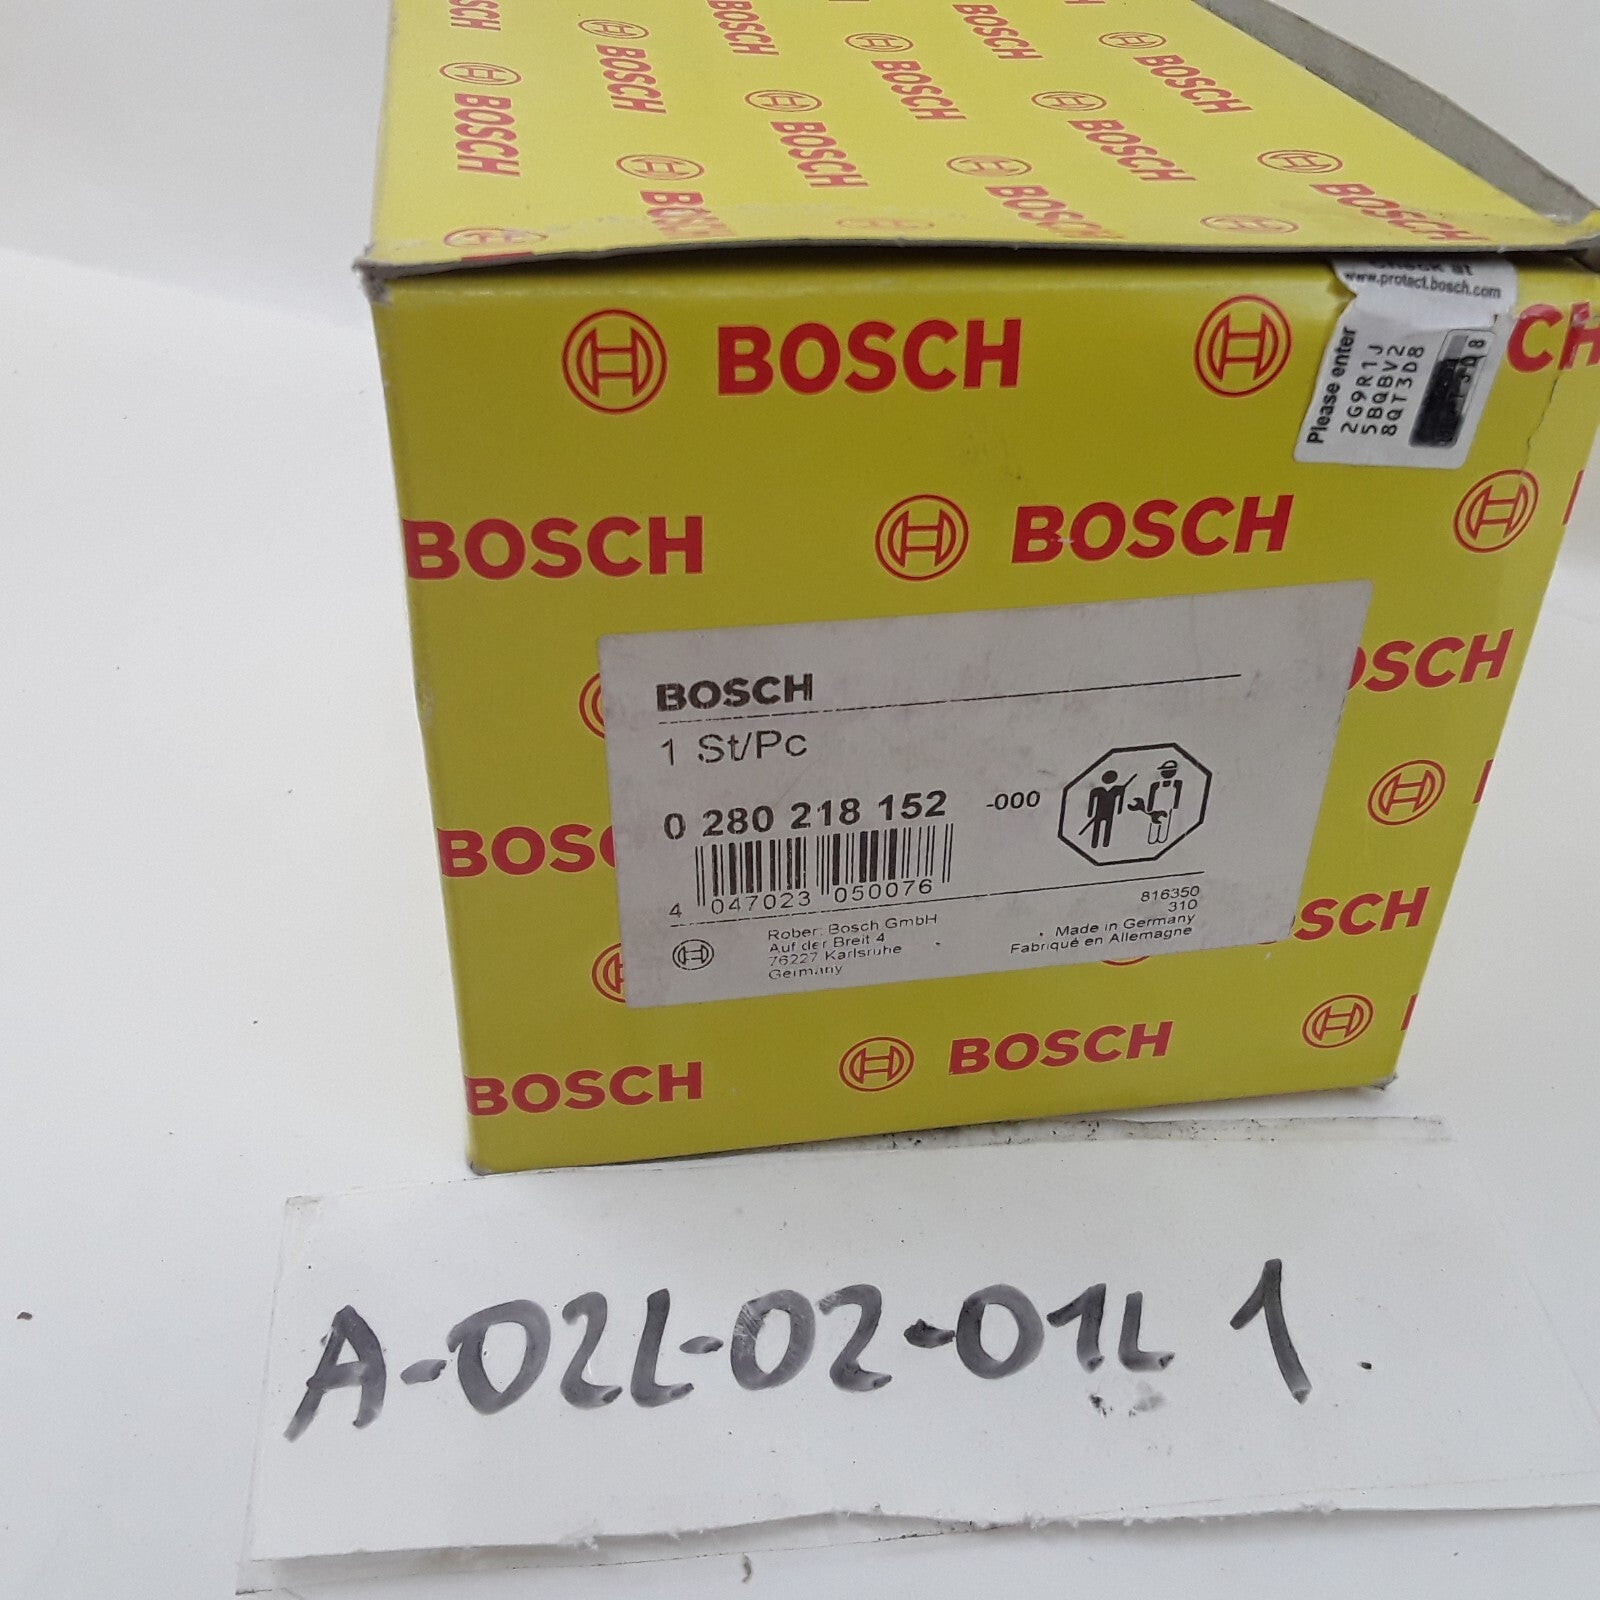 BOSCH
BOSCH
BOSCH
BOSCH
BOSCH
BOSCH
BOSCH
BOSCH
BOSCH
BOSCH
BOSCH
www.protect.bosch.com
Please enter
2G9R1J
5BQBV2
8QT3D8
BOSCH
BOSCH
BOSCH
BOSCH
1 St/Pc
0 280 218 152 -000
4 047023 050076
816350
310
Robert Bosch GmbH
Auf der Breit 4
76227 Karlsruhe
Germany
Made in Germany
Fabriqué en Allemagne
BOSCH
BOSCH
A-02L-02-01L 1